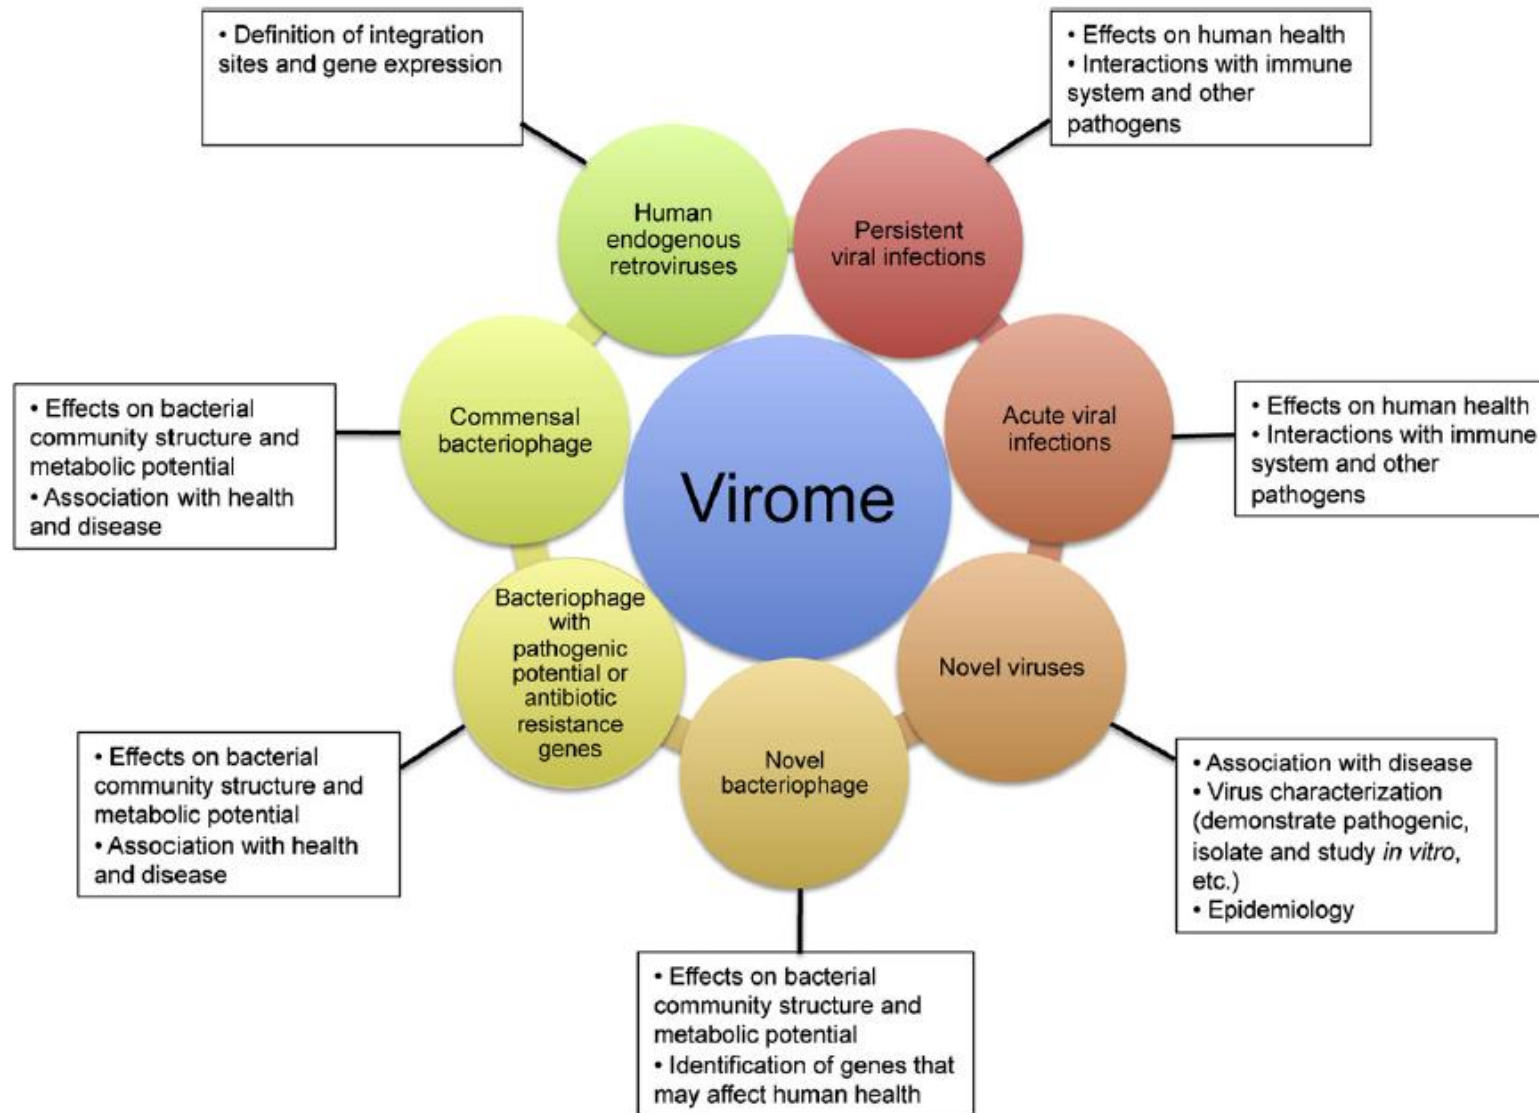 • Definition of integration
sites and gene expression
• Effects on human health
• Interactions with immune
system and other
pathogens
Human
endogenous
retroviruses
Persistent
viral infections
Commensal
bacteriophage
Acute viral
infections
• Effects on bacterial
community structure and
metabolic potential
• Association with health
and disease
• Effects on human health
• Interactions with immune
system and other
pathogens
Virome
Bacteriophage
with
pathogenic
potential or
antibiotic
resistance
genes
Novel viruses
Novel
bacteriophage
• Effects on bacterial
community structure and
metabolic potential
• Association with health
and disease
• Association with disease
• Virus characterization
(demonstrate pathogenic,
isolate and study in vitro,
etc.)
• Epidemiology
• Effects on bacterial
community structure and
metabolic potential
• Identification of genes that
may affect human health